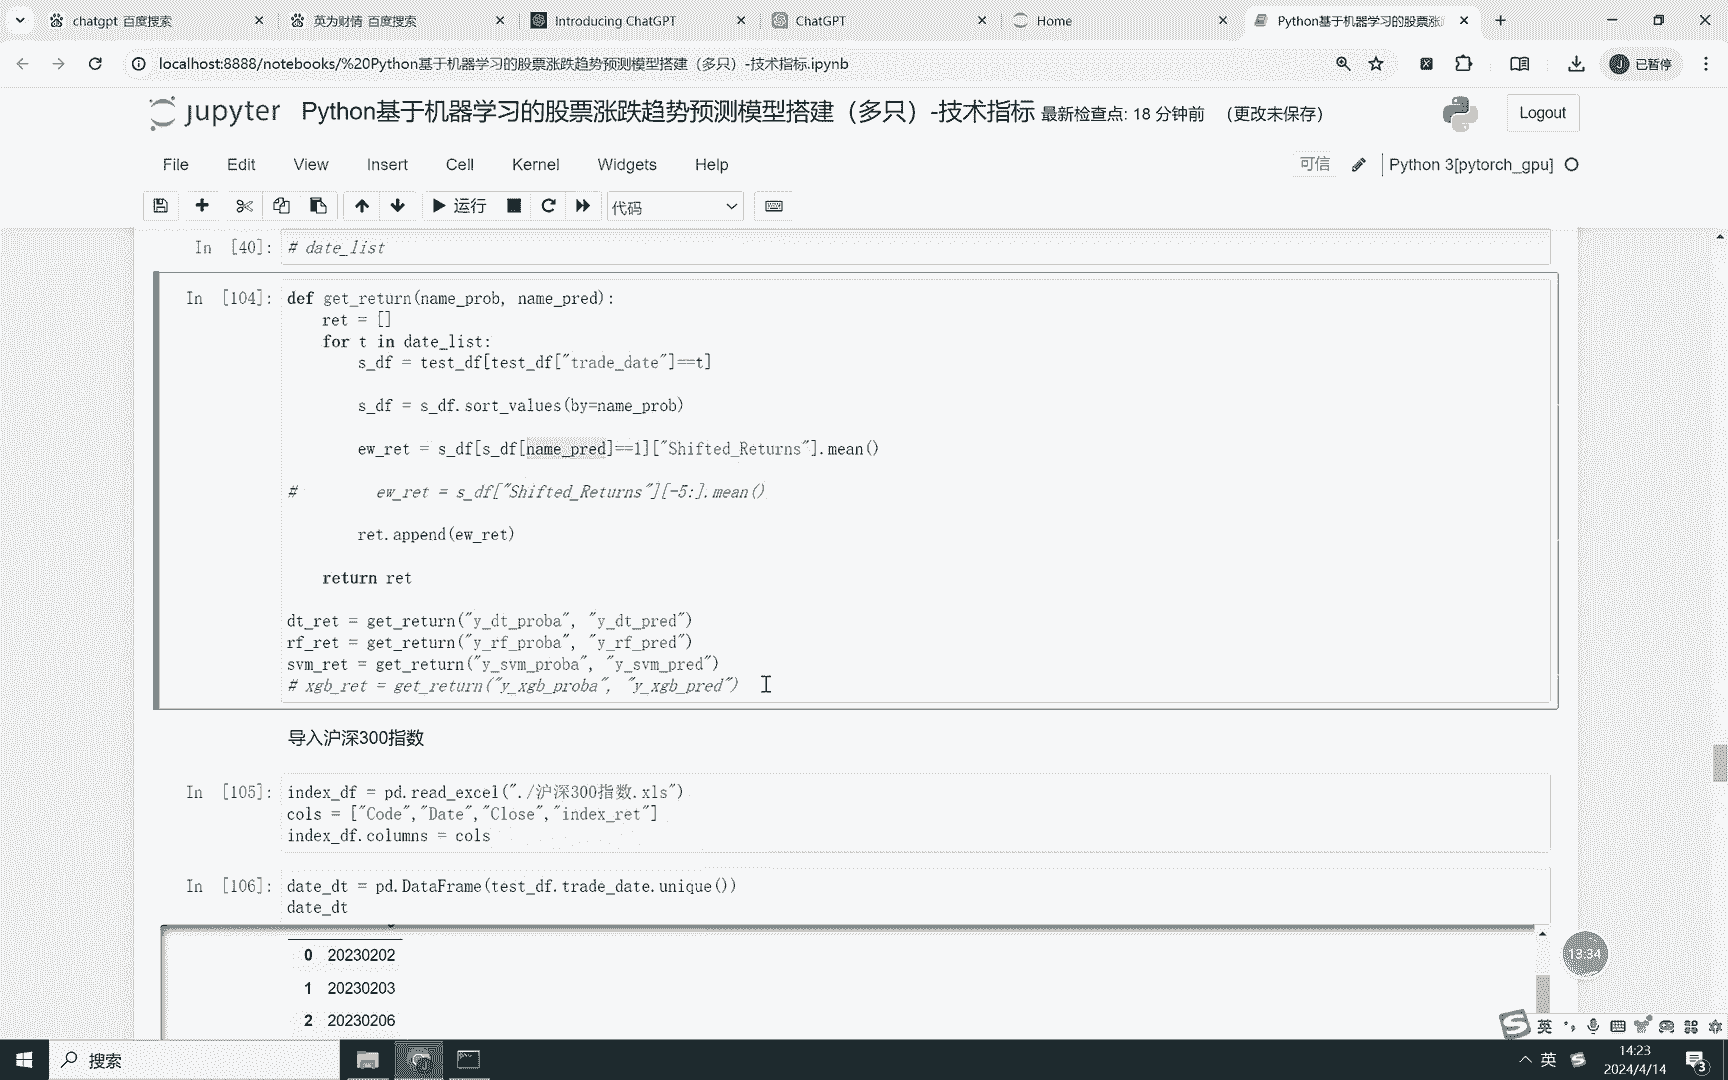 chatgpt 百度搜索
英为财情 百度搜索
Introducing ChatGPT
ChatGPT
Home
Python基于机器学习的股票涨
localhost:8888/notebooks/%20Python基于机器学习的股票涨跌趋势预测模型搭建（多只）-技术指标.ipynb
已暂停
jupyter Python基于机器学习的股票涨跌趋势预测模型搭建（多只）-技术指标 最新检查点: 18 分钟前 （更改未保存）
Logout
File Edit View Insert Cell Kernel Widgets Help
可信 Python 3[pytorch_gpu]
运行 代码
In [40]: # date_list
In [104]: def get_return(name_prob, name_pred):
ret = []
for t in date_list:
s_df = test_df[test_df["trade_date"]==t]
s_df = s_df.sort_values(by=name_prob)
ew_ret = s_df[s_df[name_pred]==1]["Shifted_Returns"].mean()
# ew_ret = s_df["Shifted_Returns"][-5:].mean()
ret.append(ew_ret)
return ret
dt_ret = get_return("y_dt_proba", "y_dt_pred")
rf_ret = get_return("y_rf_proba", "y_rf_pred")
svm_ret = get_return("y_svm_proba", "y_svm_pred")
# xgb_ret = get_return("y_xgb_proba", "y_xgb_pred")
导入沪深300指数
In [105]: index_df = pd.read_excel("./沪深300指数.xls")
cols = ["Code","Date","Close","index_ret"]
index_df.columns = cols
In [106]: date_dt = pd.DataFrame(test_df.trade_date.unique())
date_dt
0 20230202
1 20230203
2 20230206
13:34
英
搜索
英
14:23
2024/4/14
3